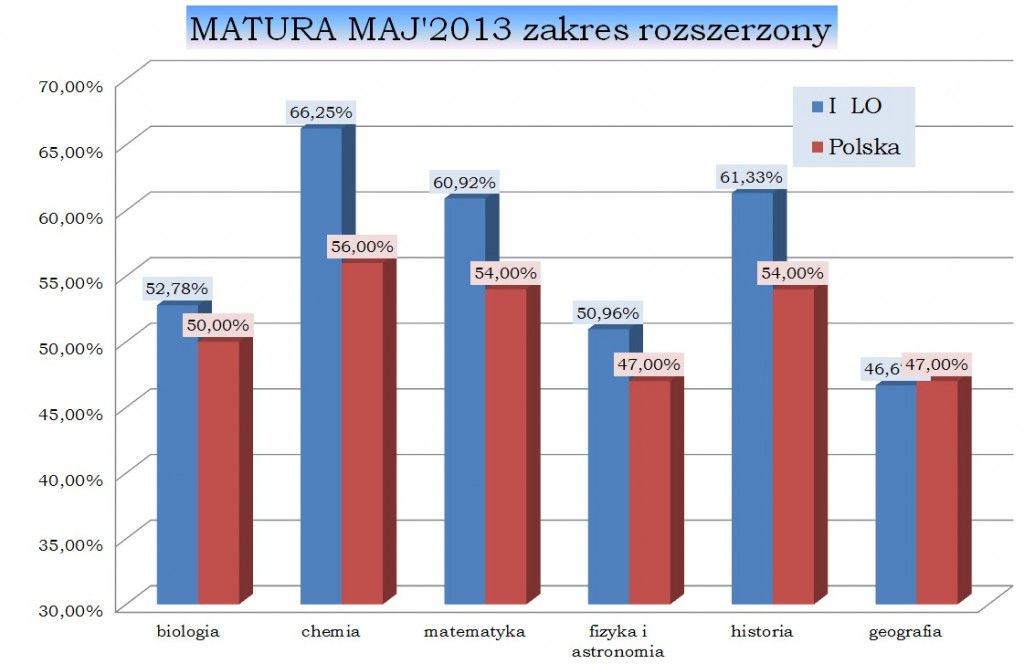 MATURA MAJ'2013 zakres rozszerzony
70,00%
65,00%
60,00%
55,00%
50,00%
45,00%
40,00%
35,00%
30,00%
I LO
Polska
52,78%
50,00%
66,25%
56,00%
60,92%
54,00%
50,96%
47,00%
61,33%
54,00%
47,00%
biologia
chemia
matematyka
fizyka i
astronomia
historia
geografia